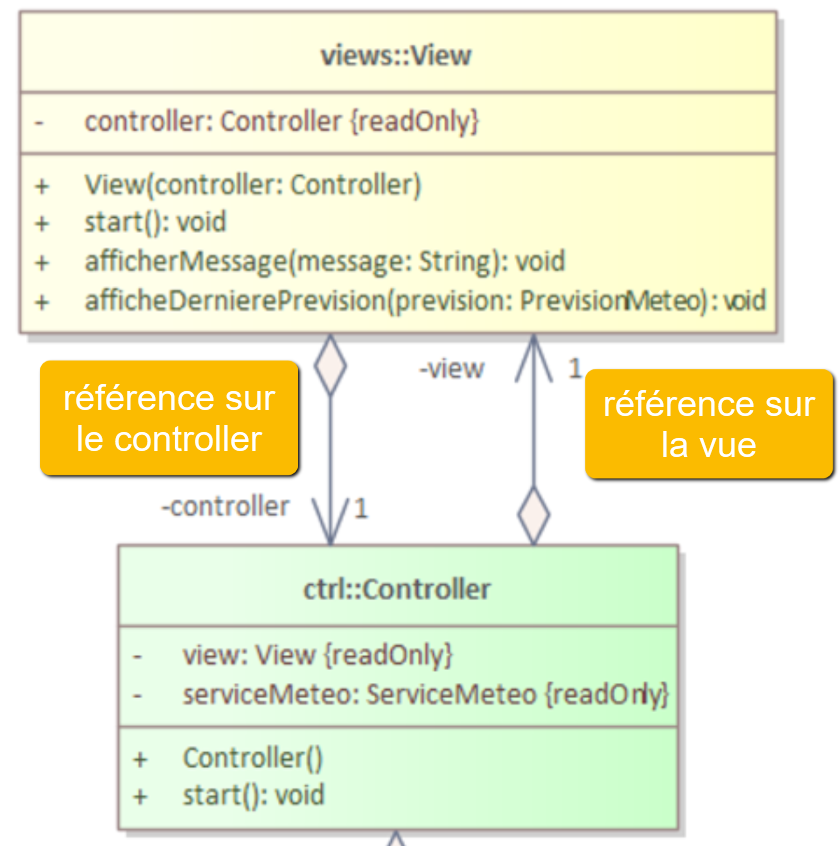 views::View
- controller: Controller {readOnly}
+ View(controller: Controller)
+ start(): void
+ afficherMessage(message: String): void
+ afficheDernierePrevision(prevision: PrevisionMeteo): void
référence sur
le controller
-view 1
référence sur
la vue
-controller 1
ctrl::Controller
- view: View {readOnly}
- serviceMeteo: ServiceMeteo {readOnly}
+ Controller()
+ start(): void